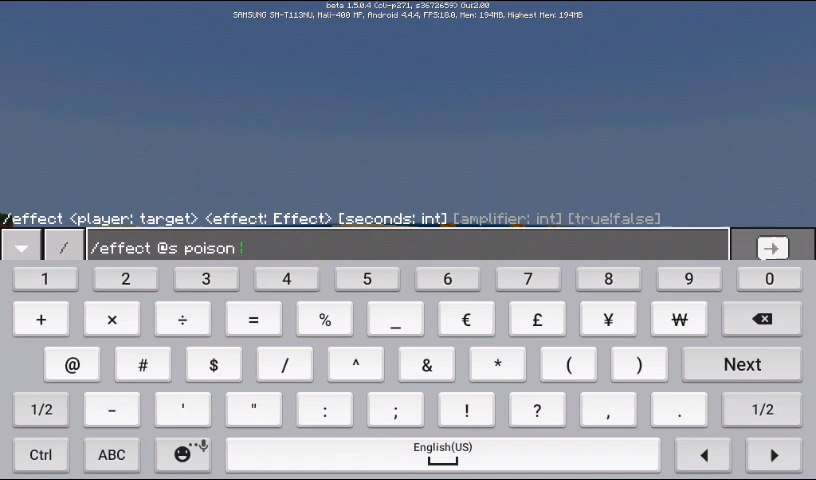 beta 1.5.0.4 (cli-p271, s3672659) Gui2.00
SAMSUNG SM-T113NU, Mali-400 MP, Android 4.4.4, FPS:18.0, Mem: 194MB, Highest Mem: 194MB
/effect <player: target> <effect: Effect> [seconds: int] [amplifier: int] [true|false]
/ /effect @s poison
1 2 3 4 5 6 7 8 9 0
+ × ÷ = % _ € £ ¥ ₩
@ # $ / ^ & * ( ) Next
1/2 - ' " : ; ! ? , . 1/2
Ctrl ABC English(US)